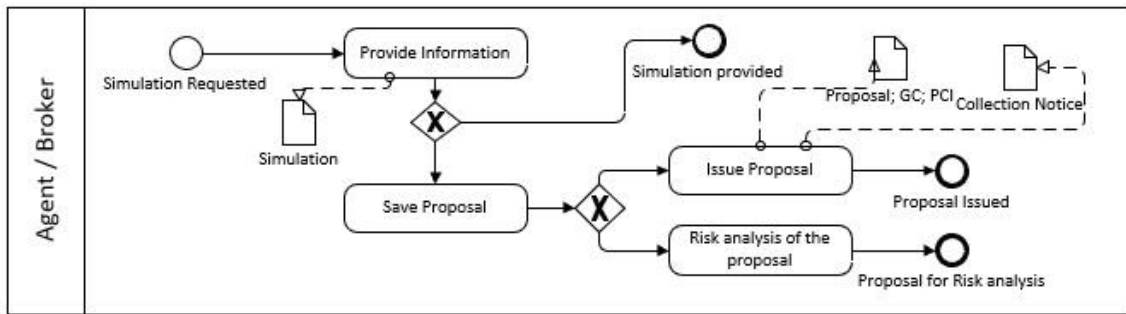 Agent / Broker
Simulation Requested
Provide Information
Simulation
X
Simulation provided
Proposal; GC; PCI
Collection Notice
Save Proposal
X
Issue Proposal
Proposal Issued
Risk analysis of the
proposal
Proposal for Risk analysis